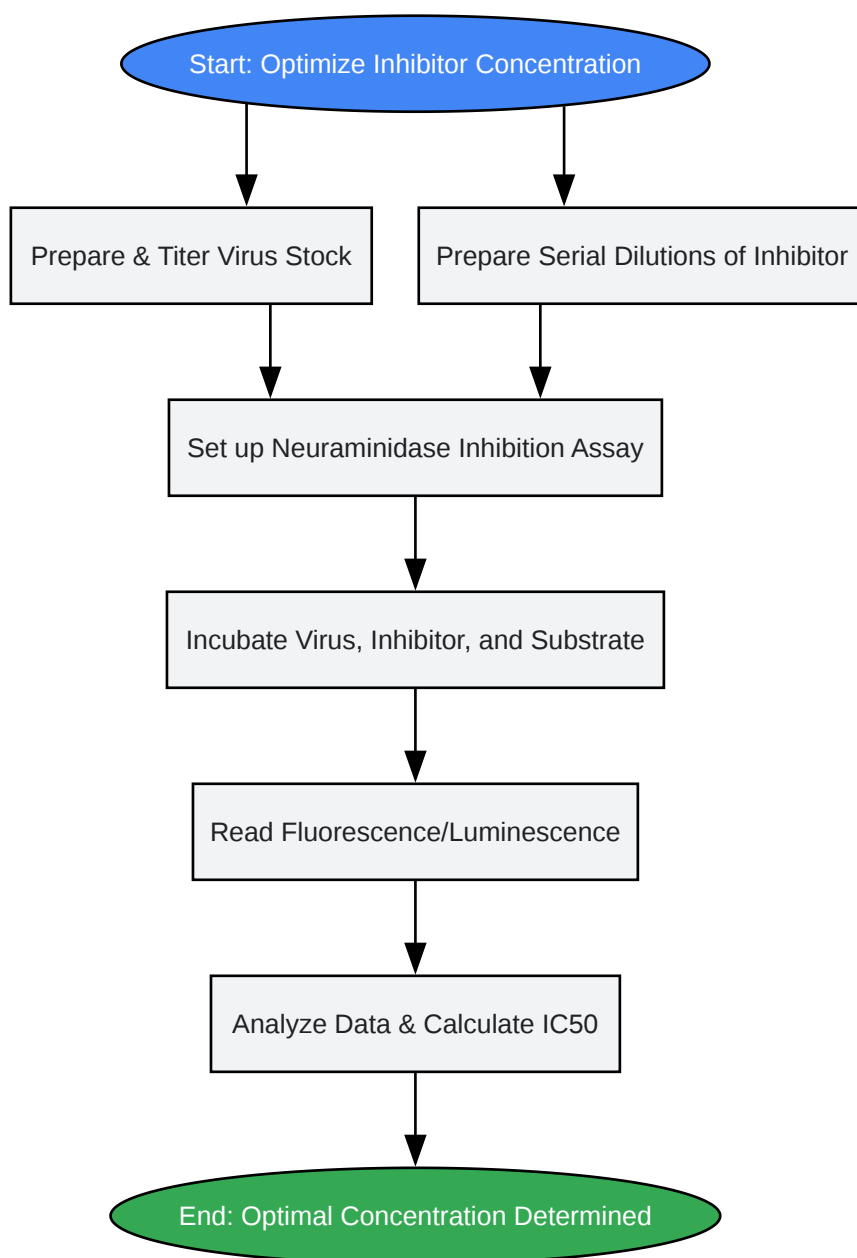 Start: Optimize Inhibitor Concentration
Prepare & Titer Virus Stock
Prepare Serial Dilutions of Inhibitor
Set up Neuraminidase Inhibition Assay
Incubate Virus, Inhibitor, and Substrate
Read Fluorescence/Luminescence
Analyze Data & Calculate IC50
End: Optimal Concentration Determined